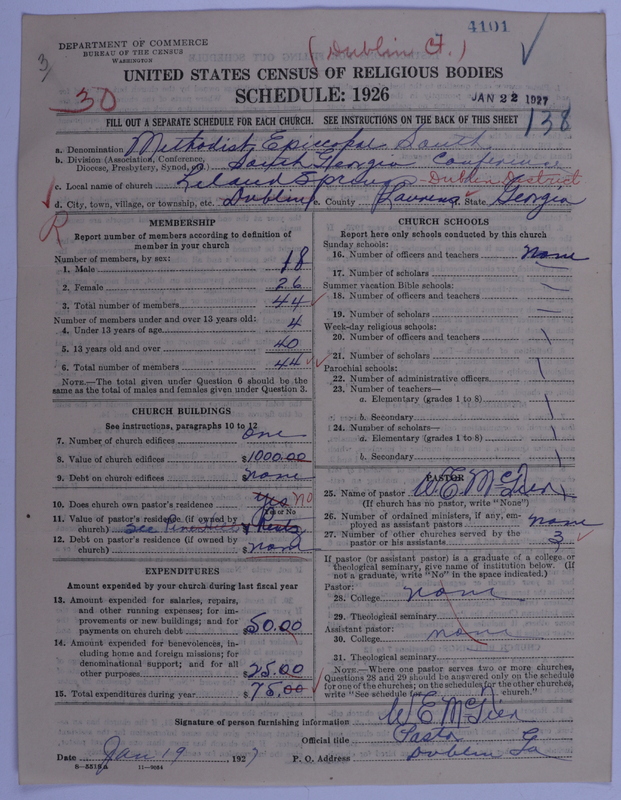 4101
DEPARTMENT OF COMMERCE
BUREAU OF THE CENSUS
WASHINGTON
(Dublin G.)
3/
UNITED STATES CENSUS OF RELIGIOUS BODIES
30
SCHEDULE: 1926
JAN 22 1927
FILL OUT A SEPARATE SCHEDULE FOR EACH CHURCH. SEE INSTRUCTIONS ON THE BACK OF THIS SHEET
138
a. Denomination Methodist Episcopal South
b. Division (Association, Conference, Diocese, Presbytery, Synod, etc.) South Georgia Conference
c. Local name of church Spring Dublin District
d. City, town, village, or township, etc. Dublin e. County Laurens State Georgia
R
MEMBERSHIP
Report number of members according to definition of member in your church
Number of members, by sex:
1. Male 18
2. Female 26
3. Total number of members 44
Number of members under and over 13 years old:
4. Under 13 years of age 4
5. 13 years old and over 40
6. Total number of members 44
NOTE.—The total given under Question 6 should be the same as the total of males and females given under Question 3.
CHURCH BUILDINGS
See instructions, paragraphs 10 to 12
7. Number of church edifices one
8. Value of church edifices $1000.00
9. Debt on church edifices $none
10. Does church own pastor's residence yes no
Yes or No
11. Value of pastor's residence (if owned by church) see $
12. Debt on pastor's residence (if owned by church) $none
EXPENDITURES
Amount expended by your church during last fiscal year
13. Amount expended for salaries, repairs, and other running expenses; for improvements or new buildings; and for payments on church debt $50.00
14. Amount expended for benevolences, including home and foreign missions; for denominational support; and for all other purposes $25.00
15. Total expenditures during year $75.00
CHURCH SCHOOLS
Report here only schools conducted by this church
Sunday schools:
16. Number of officers and teachers none
17. Number of scholars —
Summer vacation Bible schools:
18. Number of officers and teachers
19. Number of scholars
Week-day religious schools:
20. Number of officers and teachers
21. Number of scholars
Parochial schools:
22. Number of administrative officers
23. Number of teachers—
a. Elementary (grades 1 to 8)
b. Secondary
24. Number of scholars—
a. Elementary (grades 1 to 8)
b. Secondary
PASTOR
25. Name of pastor W E McTier
(If church has no pastor, write "None")
26. Number of ordained ministers, if any, employed as assistant pastors none
27. Number of other churches served by the pastor or his assistants 3
If pastor (or assistant pastor) is a graduate of a college or theological seminary, give name of institution below. (If not a graduate, write "No" in the space indicated.)
Pastor:
28. College none
29. Theological seminary
Assistant pastor:
30. College none
31. Theological seminary
NOTE.—Where one pastor serves two or more churches, Questions 28 and 29 should be answered only on the schedule for one of the churches; on the schedules for the other churches, write "See schedule for church."
Signature of person furnishing information W E McTier
Official title Pastor
Date Jan 19 1927 P. O. Address Dublin Ga
8-5519a 11-9034